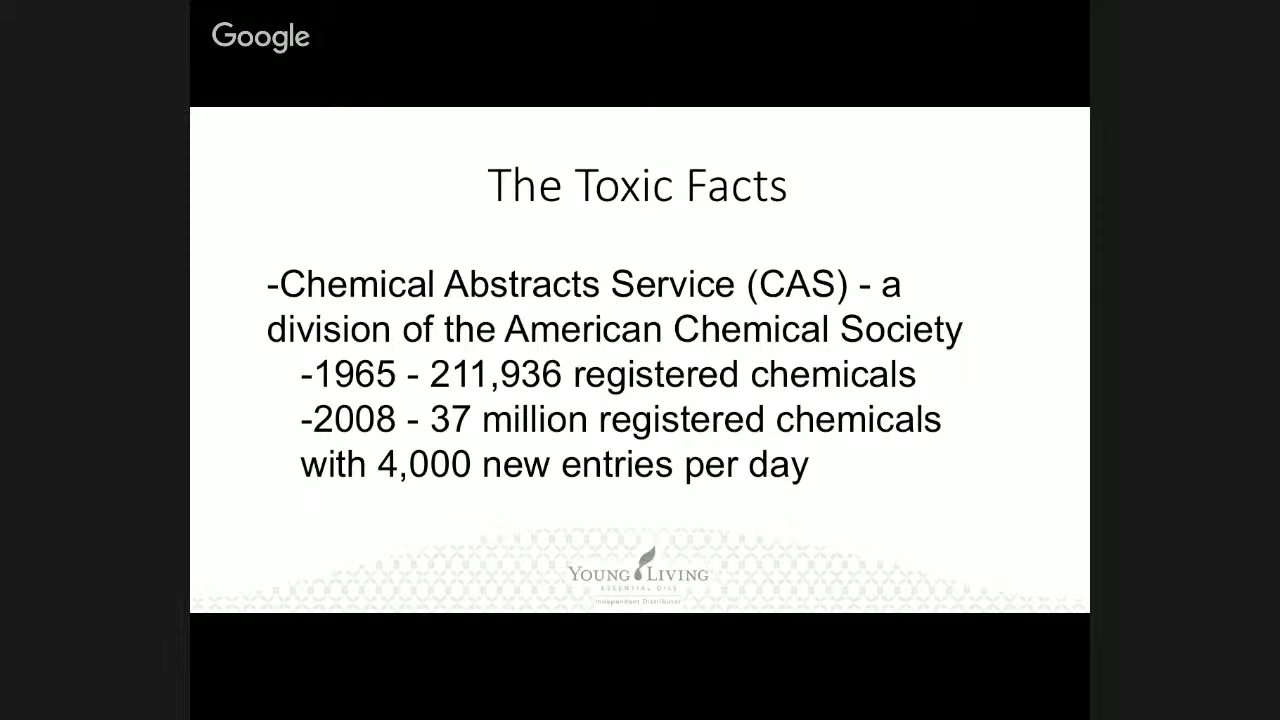 Google
The Toxic Facts
-Chemical Abstracts Service (CAS) - a
division of the American Chemical Society
-1965 - 211,936 registered chemicals
-2008 - 37 million registered chemicals
with 4,000 new entries per day
YOUNG LIVING
ESSENTIAL OILS
Independent Distributor